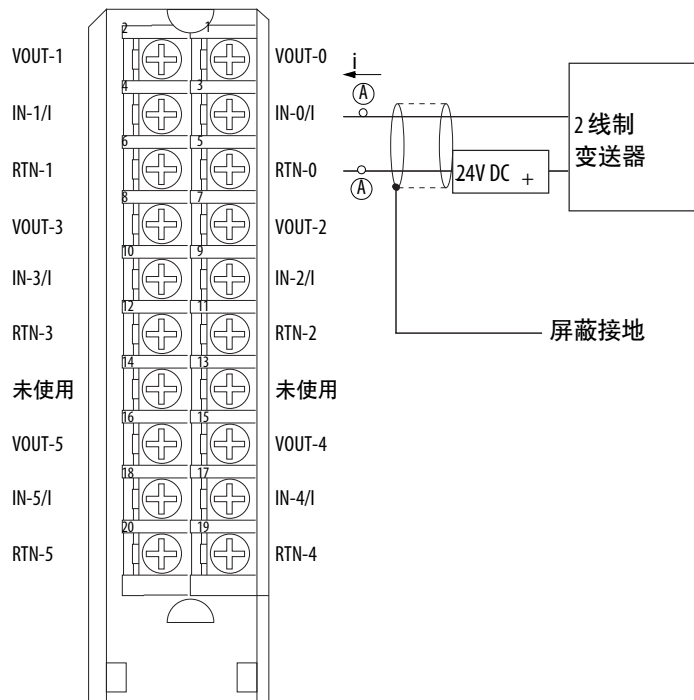 2 1
VOUT-1 VOUT-0
4 3
IN-1/I IN-0/I
6 5
RTN-1 RTN-0
8 7
VOUT-3 VOUT-2
10 9
IN-3/I IN-2/I
12 11
RTN-3 RTN-2
14 13
未使用 未使用
16 15
VOUT-5 VOUT-4
18 17
IN-5/I IN-4/I
20 19
RTN-5 RTN-4
i
A
A
24V DC +
2 线制
变送器
屏蔽接地